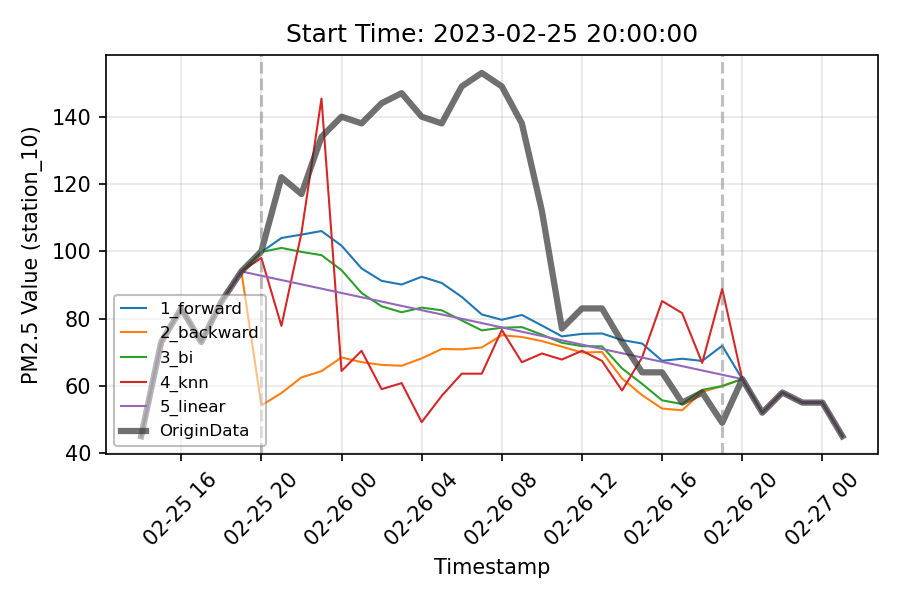 Start Time: 2023-02-25 20:00:00
PM2.5 Value (station_10)
140
120
100
80
60
40
1_forward
2_backward
3_bi
4_knn
5_linear
OriginData
02-25 16
02-25 20
02-26 00
02-26 04
02-26 08
02-26 12
02-26 16
02-26 20
02-27 00
Timestamp